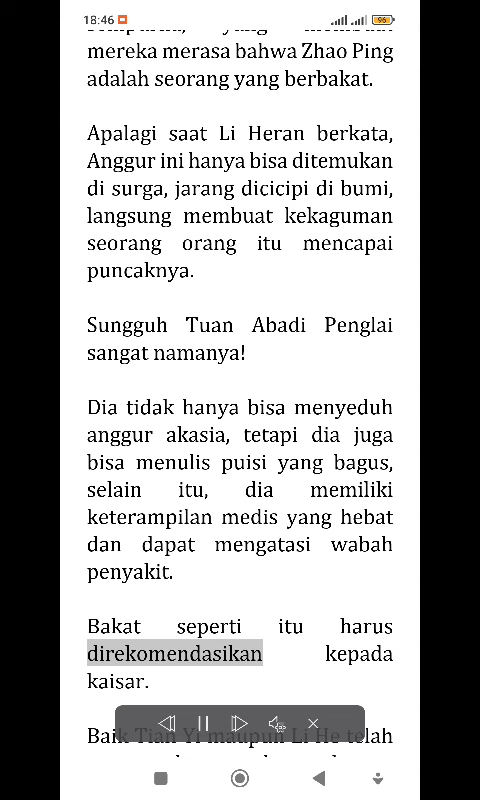 18:46
96
mereka merasa bahwa Zhao Ping
adalah seorang yang berbakat.
Apalagi saat Li Heran berkata,
Anggur ini hanya bisa ditemukan
di surga, jarang dicicipi di bumi,
langsung membuat kekaguman
seorang orang itu mencapai
puncaknya.
Sungguh Tuan Abadi Penglai
sangat namanya!
Dia tidak hanya bisa menyeduh
anggur akasia, tetapi dia juga
bisa menulis puisi yang bagus,
selain itu, dia memiliki
keterampilan medis yang hebat
dan dapat mengatasi wabah
penyakit.
Bakat seperti itu harus
direkomendasikan kepada
kaisar.
Baik Tian Yi maupun Li He telah